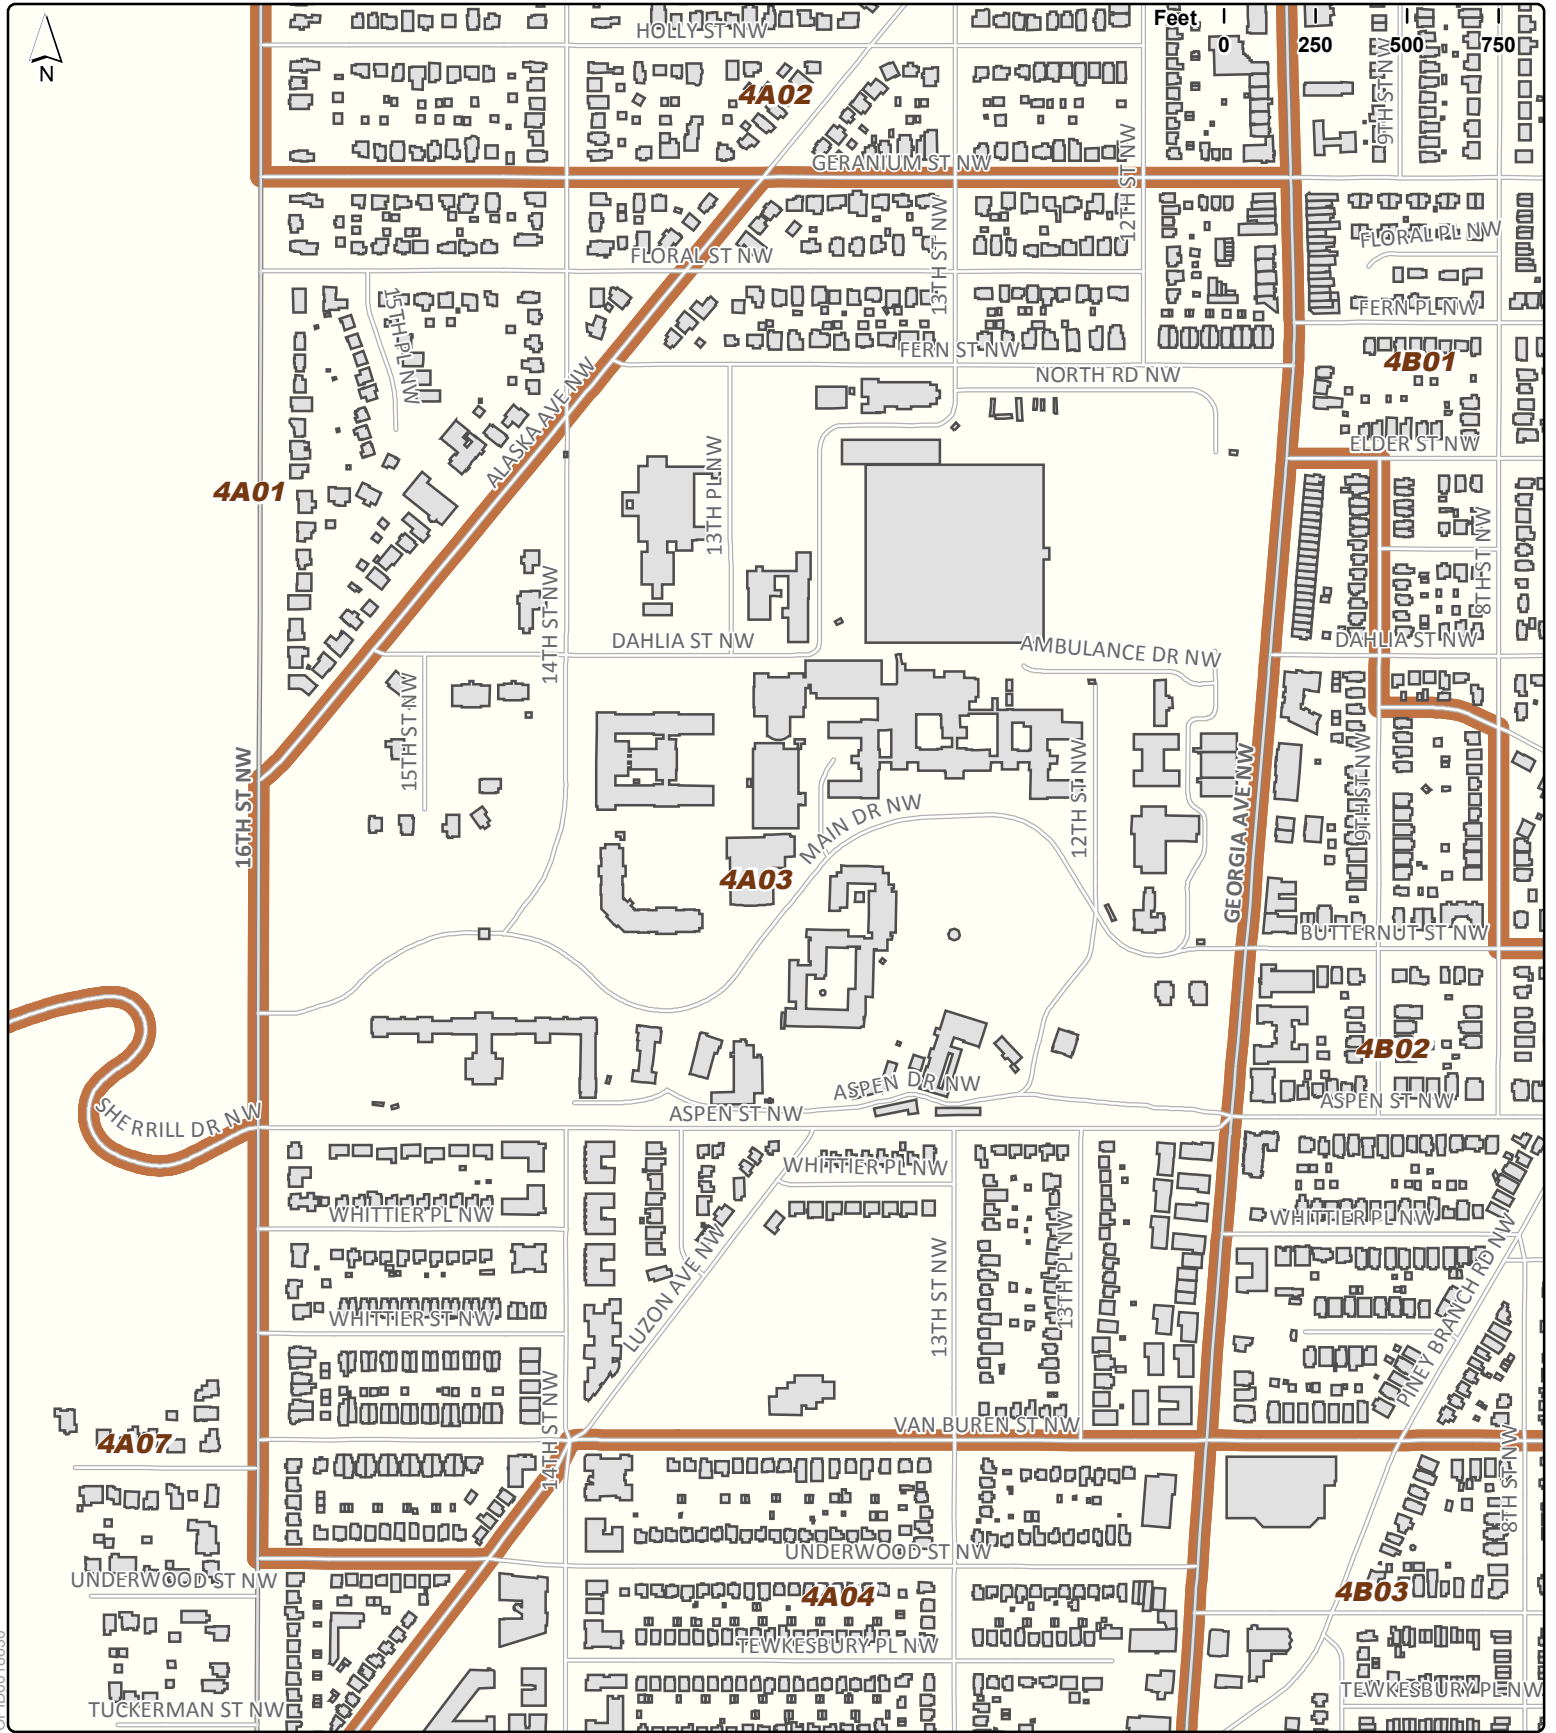 Feet
0
250
500
750
N
HOLLY ST NW
9TH ST NW
4A02
GERANIUM ST NW
12TH ST NW
13TH ST NW
FLORAL PL NW
FLORAL ST NW
15TH PL NW
FERN PL NW
FERN ST NW
4B01
NORTH RD NW
ALASKA AVE NW
ELDER ST NW
13TH PL NW
4A01
8TH ST NW
14TH ST NW
DAHLIA ST NW
DAHLIA ST NW
AMBULANCE DR NW
15TH ST NW
16TH ST NW
12TH ST NW
9TH ST NW
GEORGIA AVE NW
MAIN DR NW
4A03
BUTTERNUT ST NW
4B02
ASPEN DR NW
ASPEN ST NW
ASPEN ST NW
SHERRILL DR NW
WHITTIER PL NW
WHITTIER PL NW
WHITTIER PL NW
LUZON AVE NW
13TH ST NW
13TH PL NW
PINEY BRANCH RD NW
WHITTIER ST NW
14TH ST NW
VAN BUREN ST NW
4A07
8TH ST NW
UNDERWOOD ST NW
UNDERWOOD ST NW
4A04
4B03
TEWKESBURY PL NW
TEWKESBURY PL NW
TUCKERMAN ST NW